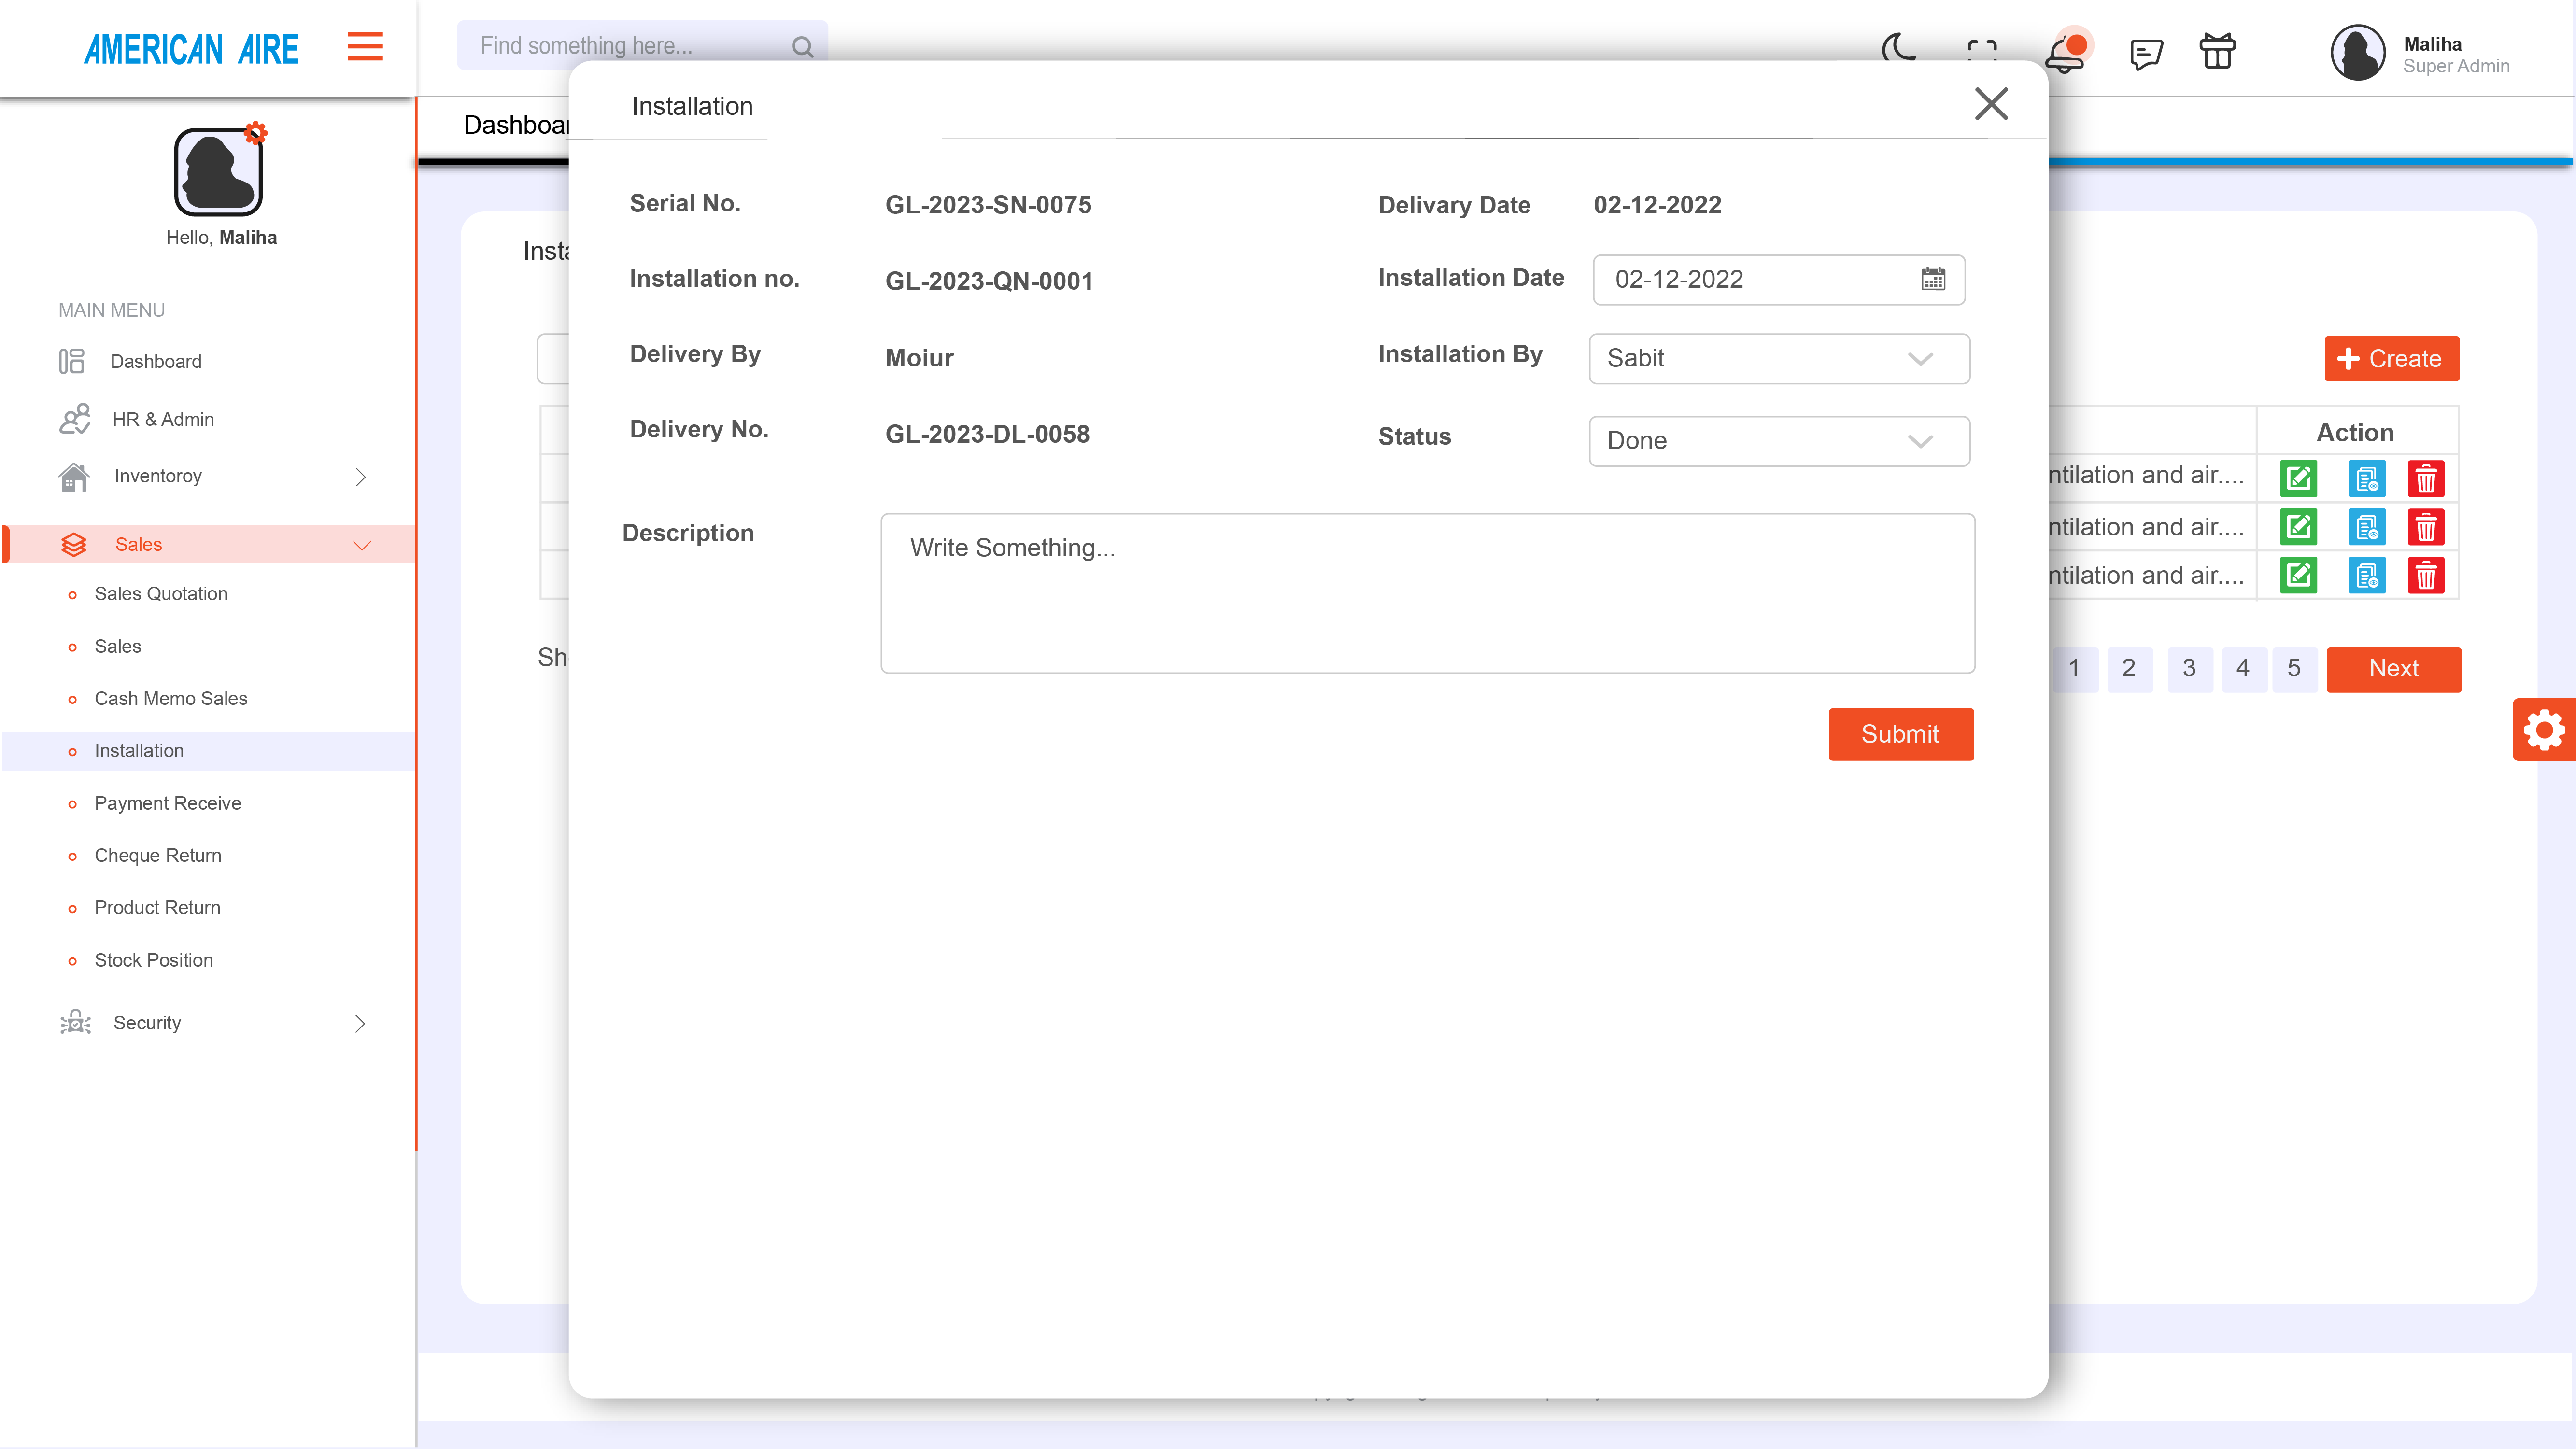 AMERICAN AIRE
Find something here...
Maliha
Super Admin
Hello, Maliha
MAIN MENU
Dashboard
HR & Admin
Inventoroy
Sales
Sales Quotation
Sales
Cash Memo Sales
Installation
Payment Receive
Cheque Return
Product Return
Stock Position
Security
Installation
Serial No. GL-2023-SN-0075 Delivary Date 02-12-2022
Installation no. GL-2023-QN-0001 Installation Date 02-12-2022
Delivery By Moiur Installation By Sabit
Delivery No. GL-2023-DL-0058 Status Done
Description Write Something...
Submit
Create
Action
ntilation and air....
ntilation and air....
ntilation and air....
1 2 3 4 5 Next